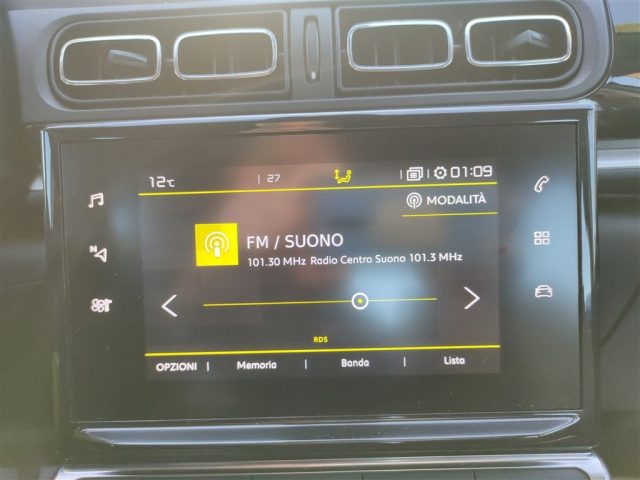 12°C | 27 | | 01:09
MODALITÀ
N
FM / SUONO
101.30 MHz Radio Centro Suono 101.3 MHz
RDS
OPZIONI | Memoria | Banda | Lista